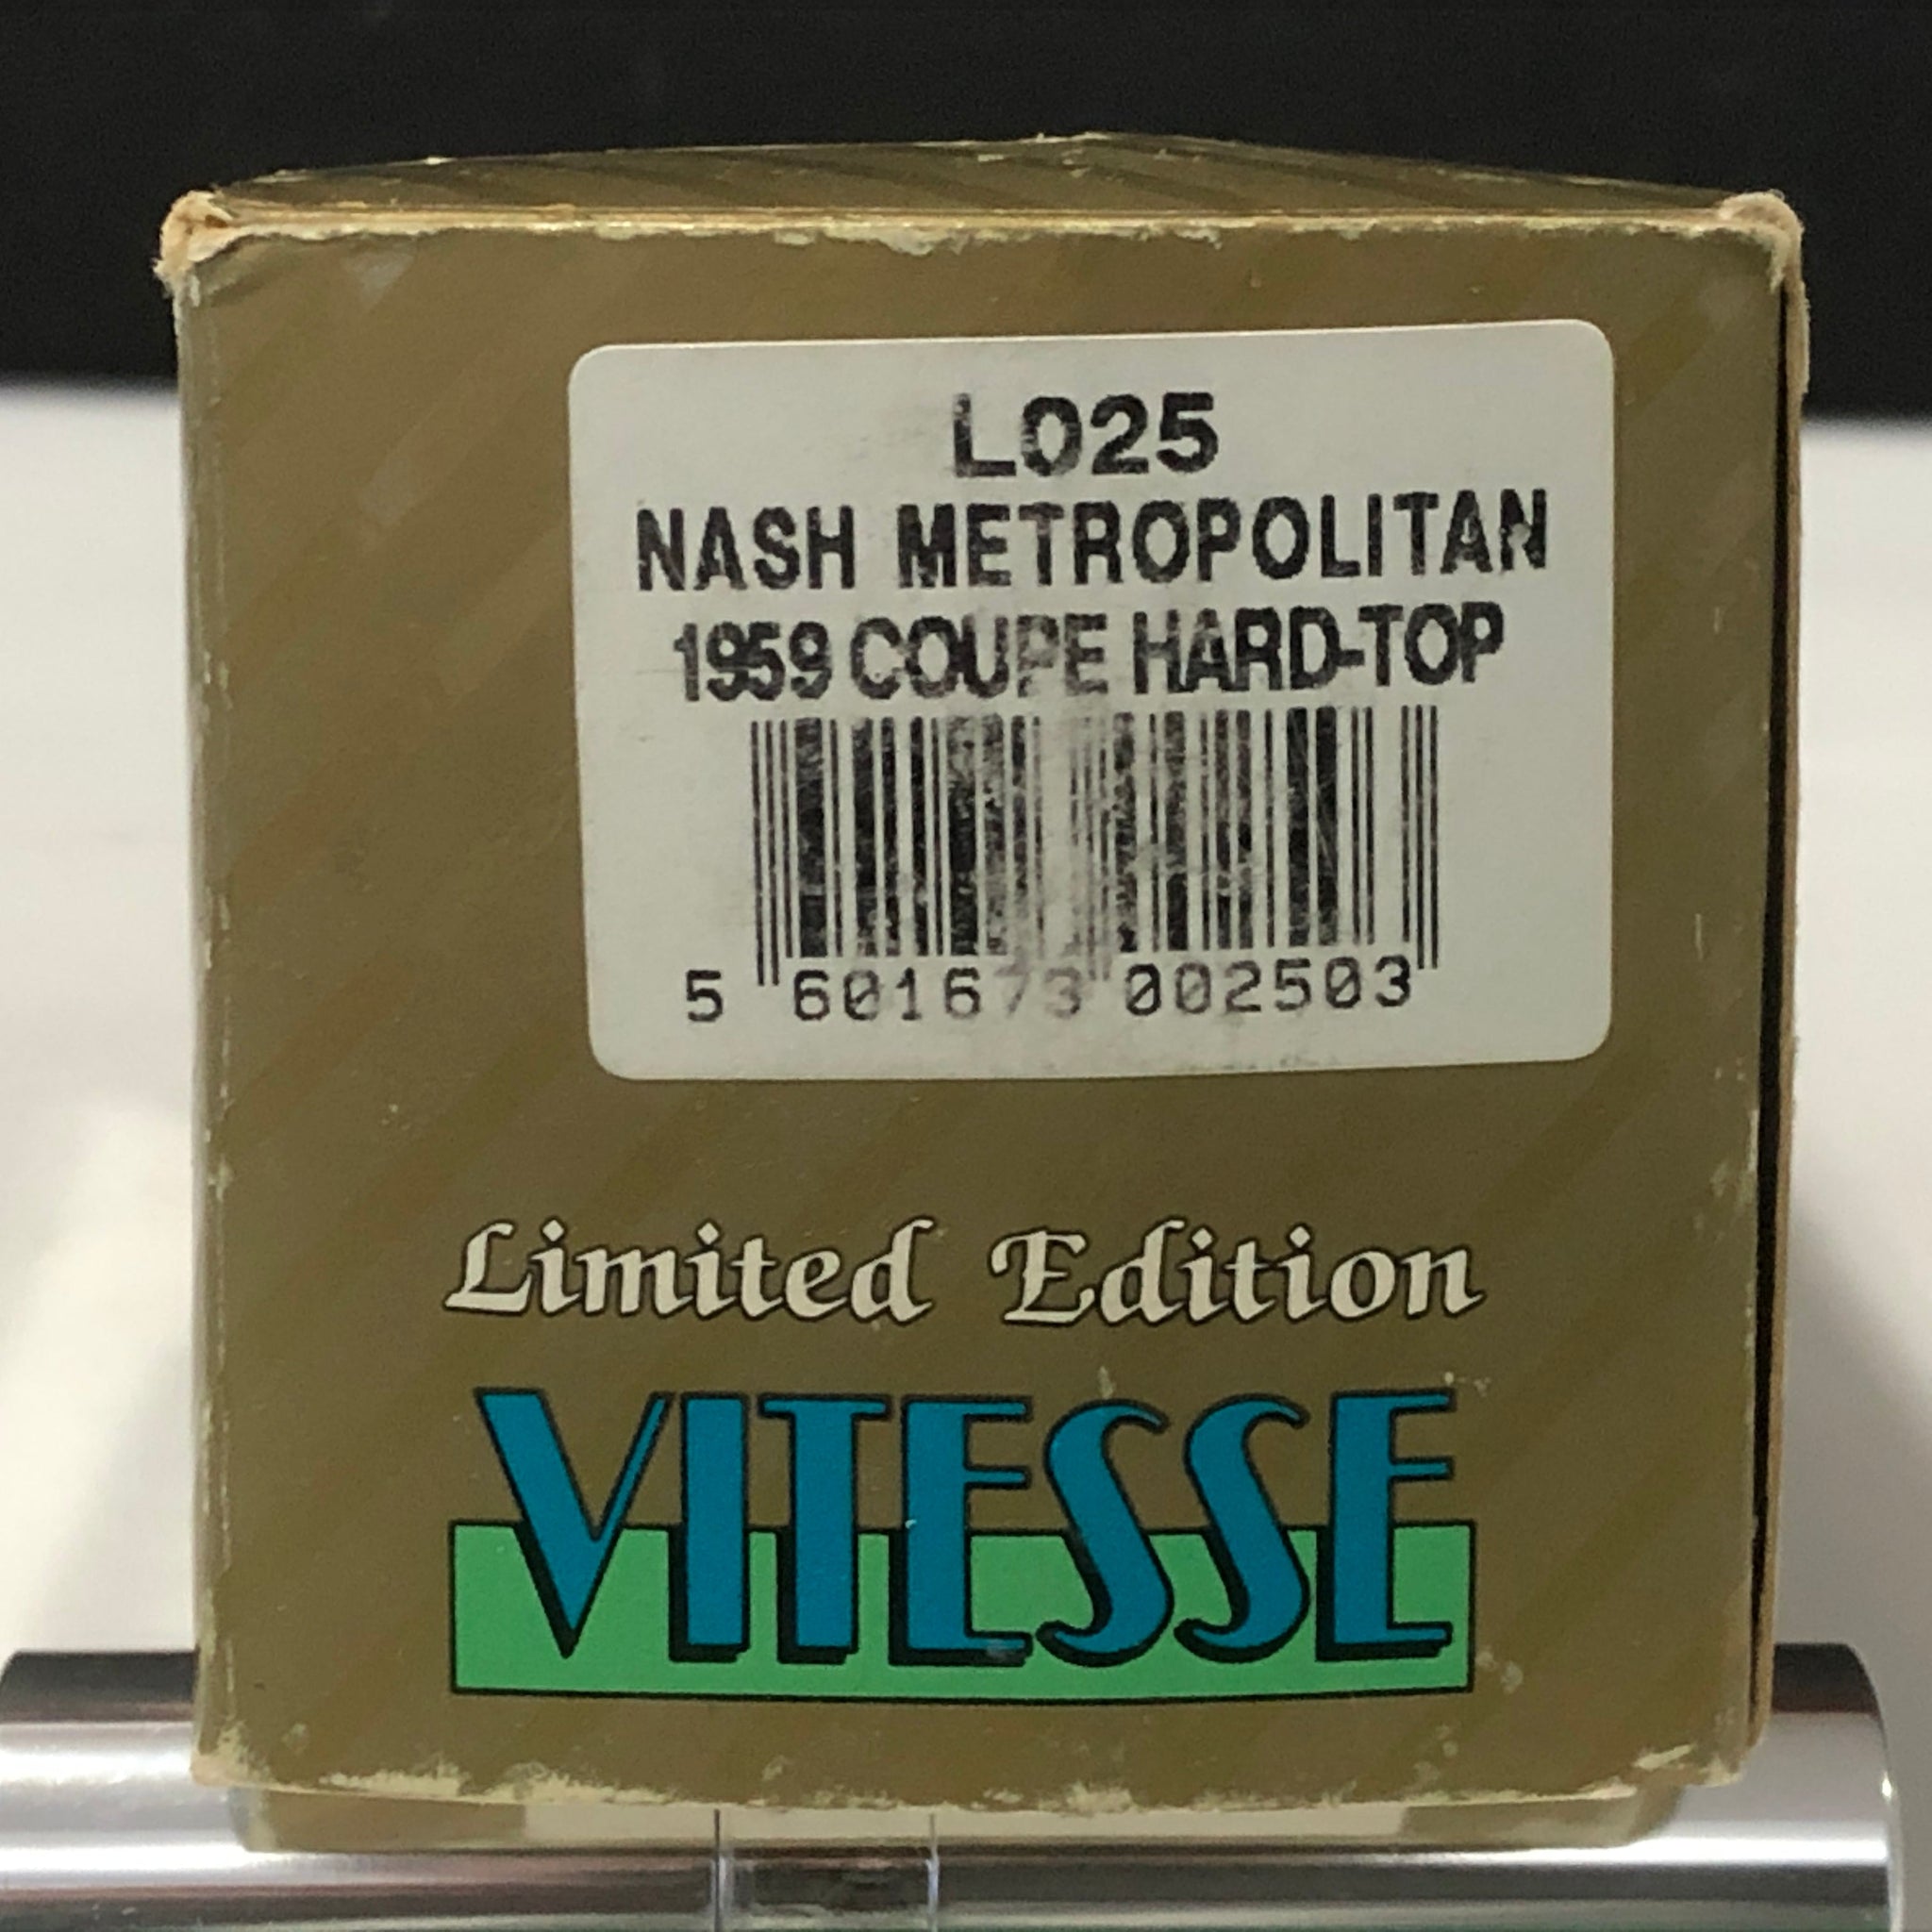 L025
NASH METROPOLITAN
1959 COUPE HARD-TOP
5 601673 002503
Limited Edition
VITESSE